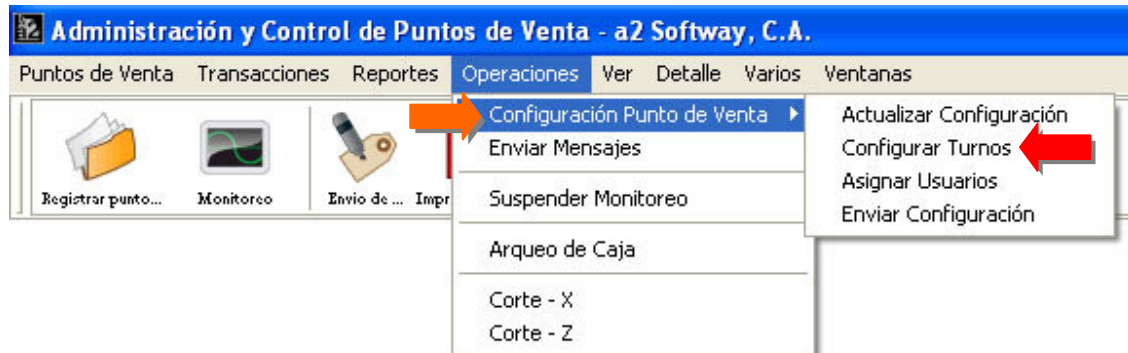 Administración y Control de Puntos de Venta - a2 Softway, C.A.
Puntos de Venta Transacciones Reportes Operaciones Ver Detalle Varios Ventanas
Registrar punto... Monitoreo Envio de ... Impr
Configuración Punto de Venta
Enviar Mensajes
Suspender Monitoreo
Arqueo de Caja
Corte - X
Corte - Z
Actualizar Configuración
Configurar Turnos
Asignar Usuarios
Enviar Configuración